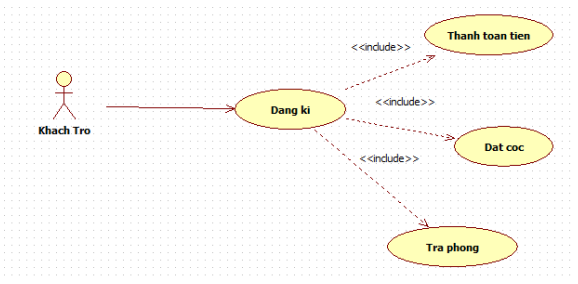 Thanh toan tien
<<include>>
<<include>>
Dang ki
Khach Tro
Dat coc
<<include>>
Tra phong